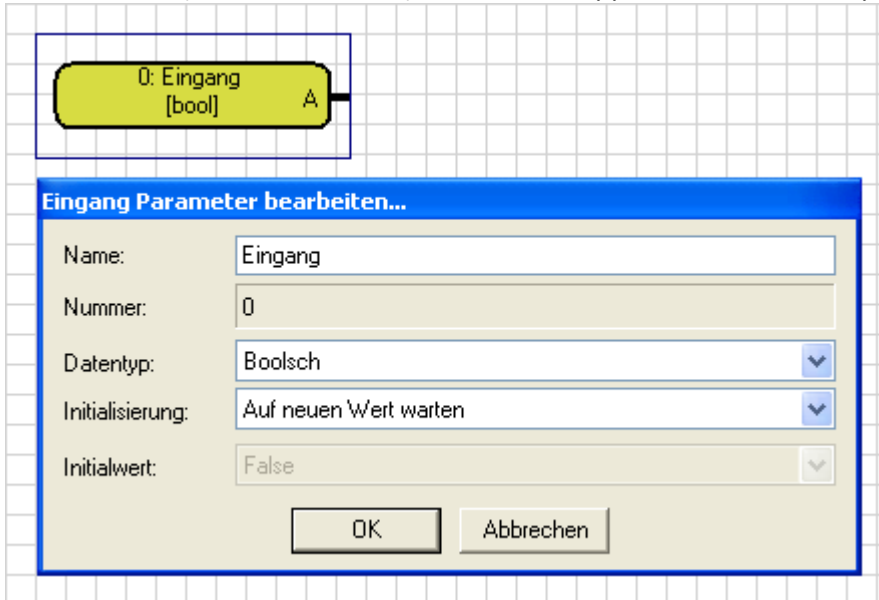 0: Eingang
[bool] A
Eingang Parameter bearbeiten...
Name: Eingang
Nummer: 0
Datentyp: Boolsch
Initialisierung: Auf neuen Wert warten
Initialwert: False
OK Abbrechen